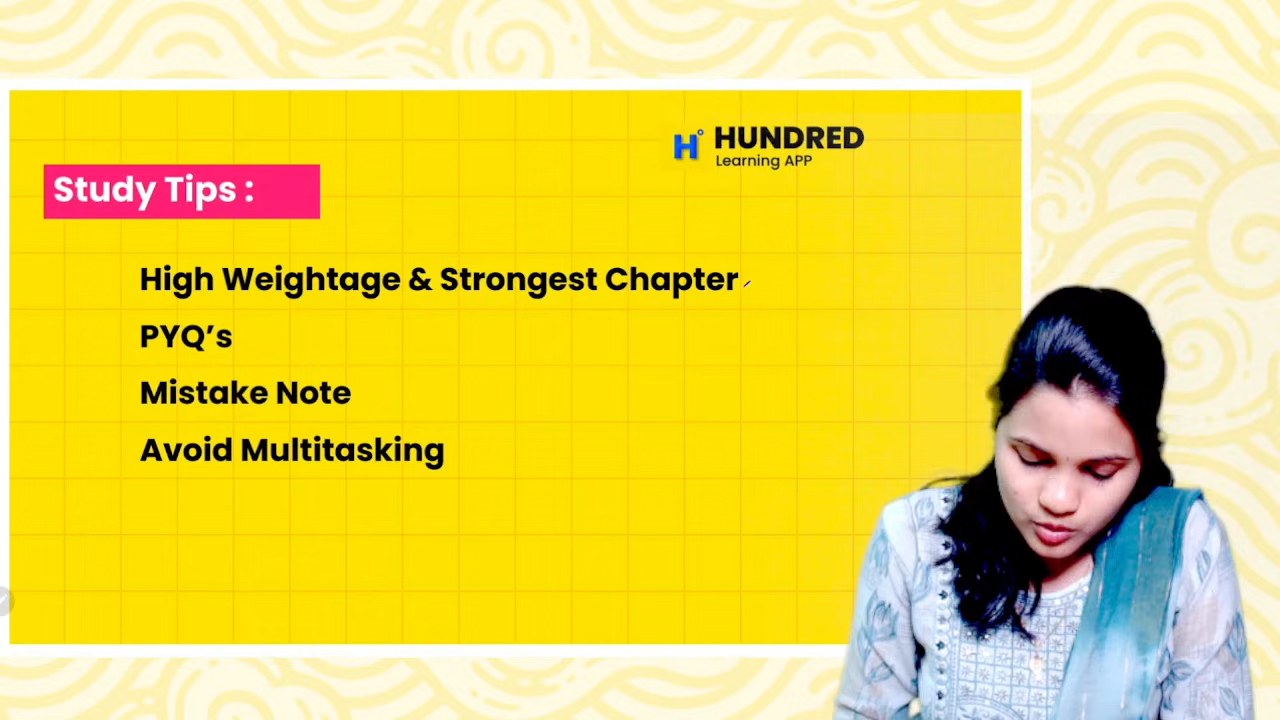 HUNDRED
Learning APP
Study Tips :
High Weightage & Strongest Chapter
PYQ’s
Mistake Note
Avoid Multitasking